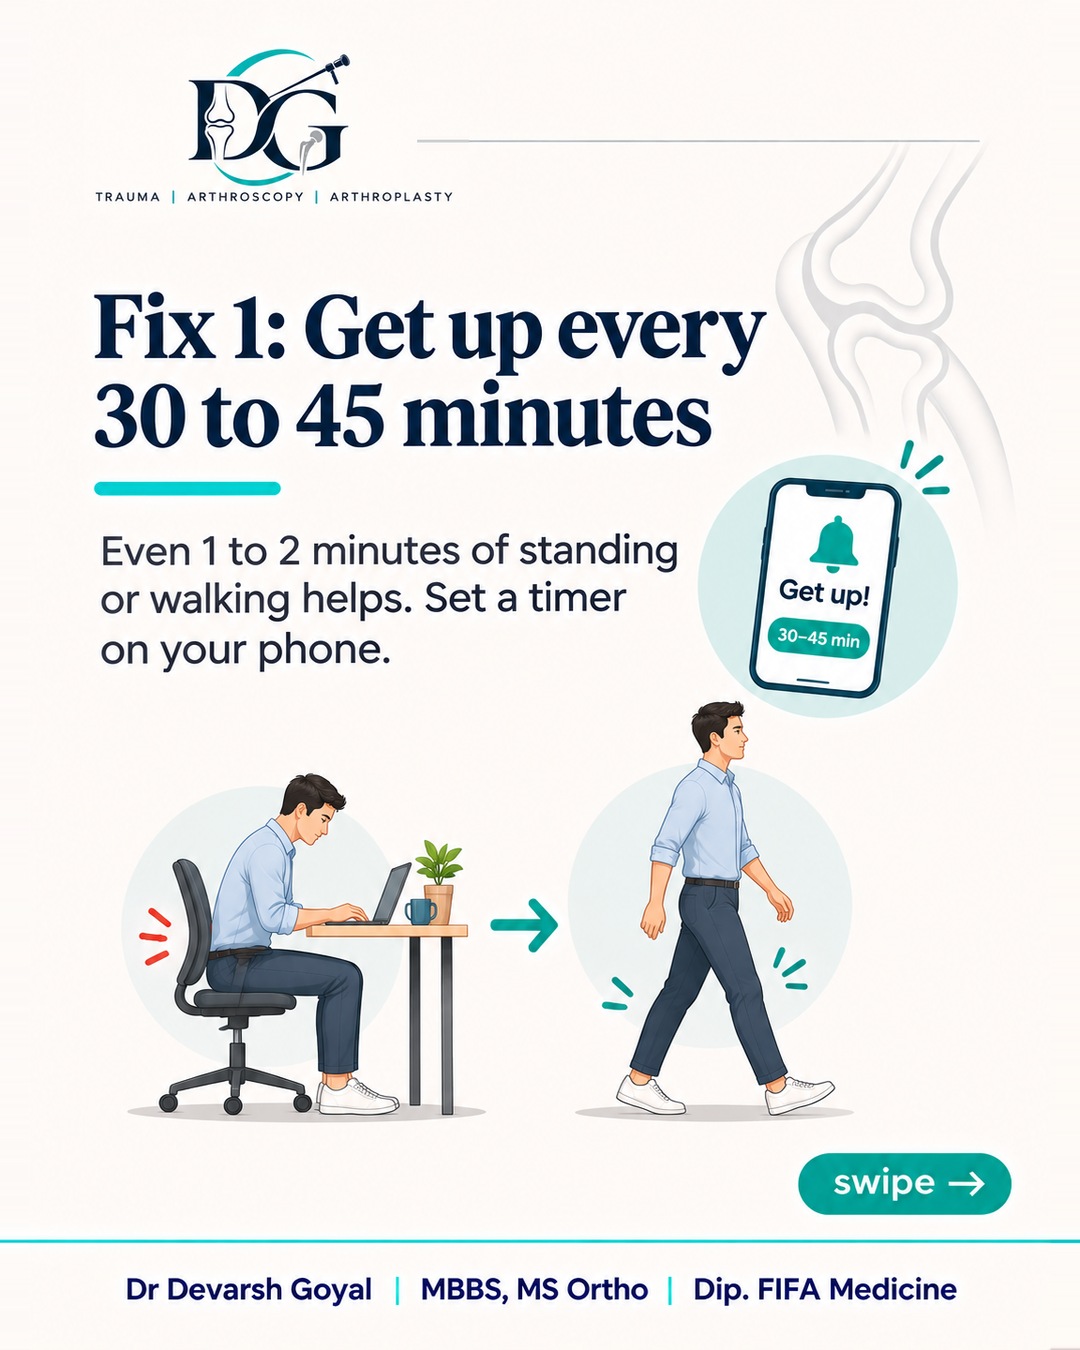 DG
TRAUMA | ARTHROSCOPY | ARTHROPLASTY
Fix 1: Get up every
30 to 45 minutes
Even 1 to 2 minutes of standing
or walking helps. Set a timer
on your phone.
Get up!
30–45 min
swipe →
Dr Devarsh Goyal | MBBS, MS Ortho | Dip. FIFA Medicine